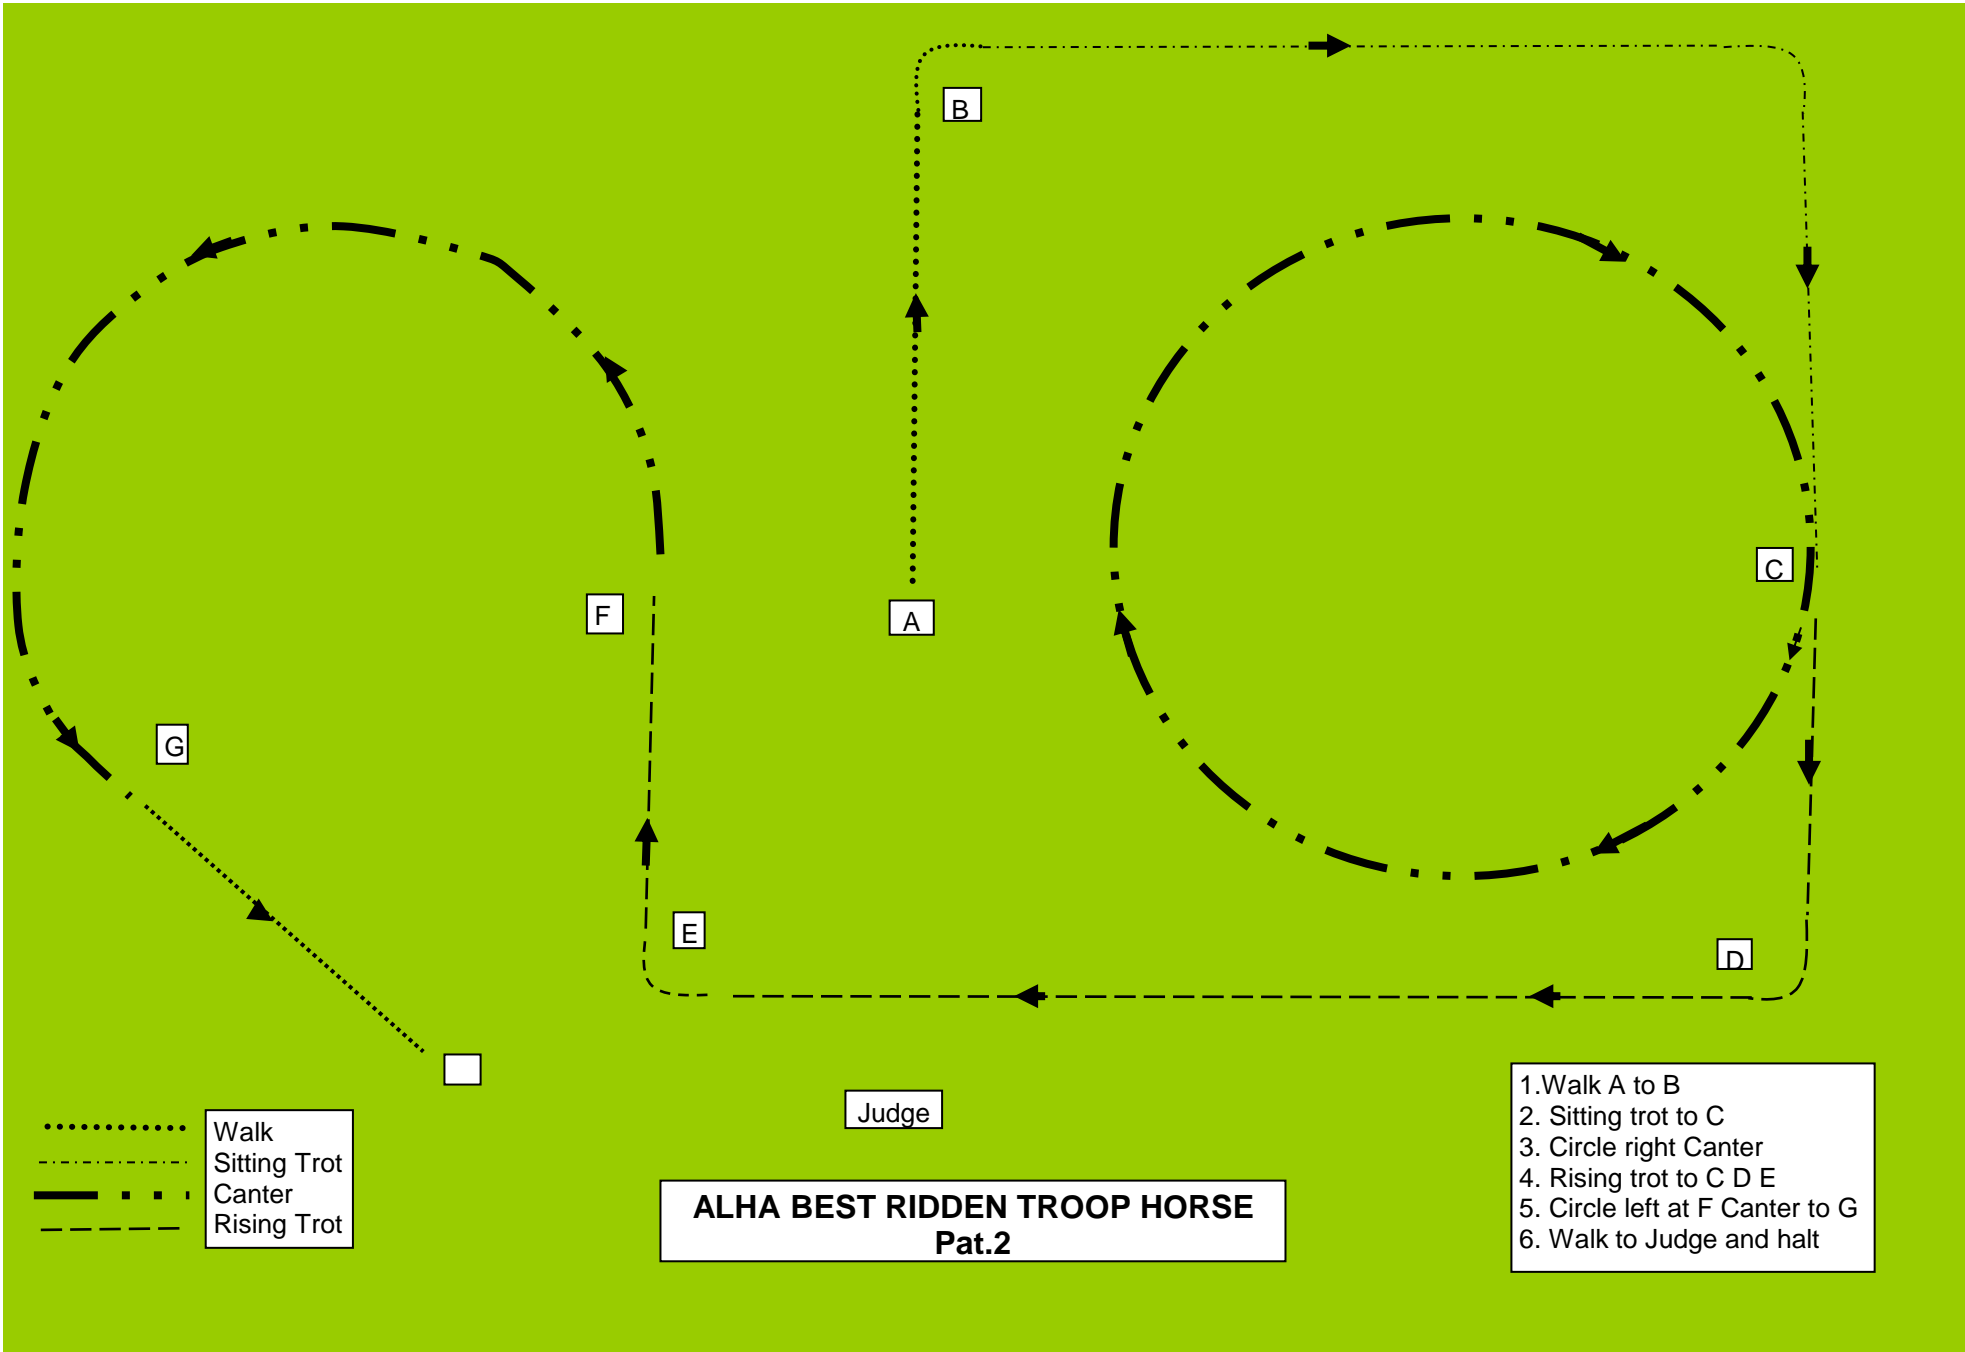 B
C
F
A
G
E
D
Judge
Walk
Sitting Trot
Canter
Rising Trot
ALHA BEST RIDDEN TROOP HORSE
Pat.2
1.Walk A to B
2. Sitting trot to C
3. Circle right Canter
4. Rising trot to C D E
5. Circle left at F Canter to G
6. Walk to Judge and halt